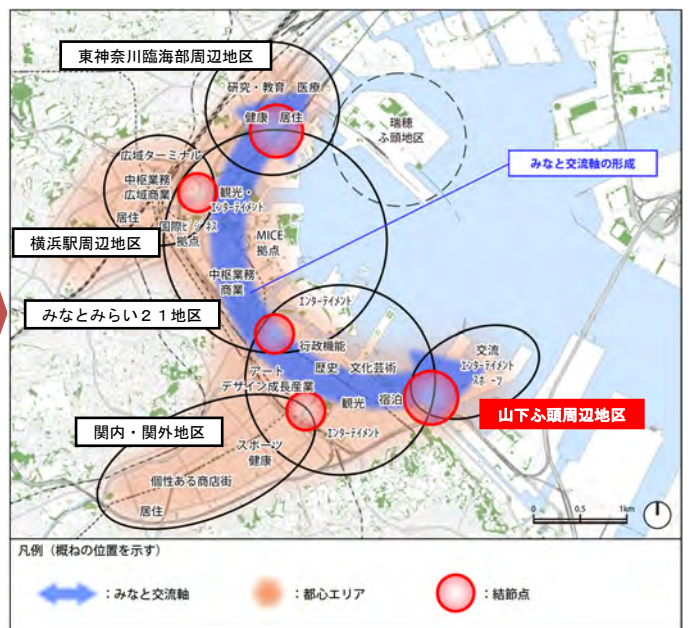 東神奈川臨海部周辺地区
研究・教育 医療
健康 居住
瑞穂
ふ頭地区
広域ターミナル
中枢業務
広域商業
居住
みなと交流軸の形成
観光・
エンターテイメント
国際ビジネス
拠点
MICE
拠点
横浜駅周辺地区
中枢業務
商業
みなとみらい21地区
エンターテイメント
行政機能
交流
エンターテイメント
スポーツ
アート
デザイン成長産業
歴史 文化芸術
観光 宿泊
山下ふ頭周辺地区
関内・関外地区
エンターテイメント
スポーツ
健康
個性ある商店街
居住
0 0.5 1km
凡例(概ねの位置を示す)
:みなと交流軸
:都心エリア
:結節点